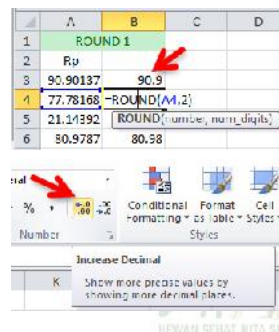 A B C D
1 ROUND 1
2 Rp
3 90.90137 90.9
4 77.78168 =ROUND(A4,2)
5 21.14392 ROUND(number, num_digits)
6 80.9787 80.98
% , .00
Conditional Format Cell
Formatting as Table Styles
Number Styles
Increase Decimal
K Show more precise values by
showing more decimal places.